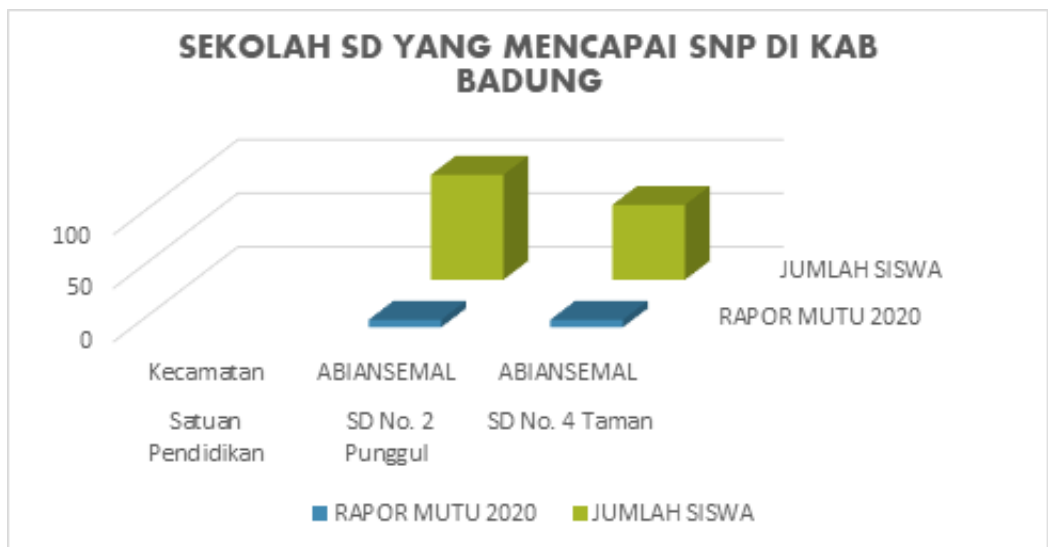 SEKOLAH SD YANG MENCAPAI SNP DI KAB
BADUNG
100
50
0
JUMLAH SISWA
RAPOR MUTU 2020
Kecamatan ABIANSEMAL ABIANSEMAL
Satuan SD No. 2 SD No. 4 Taman
Pendidikan Punggul
RAPOR MUTU 2020 JUMLAH SISWA